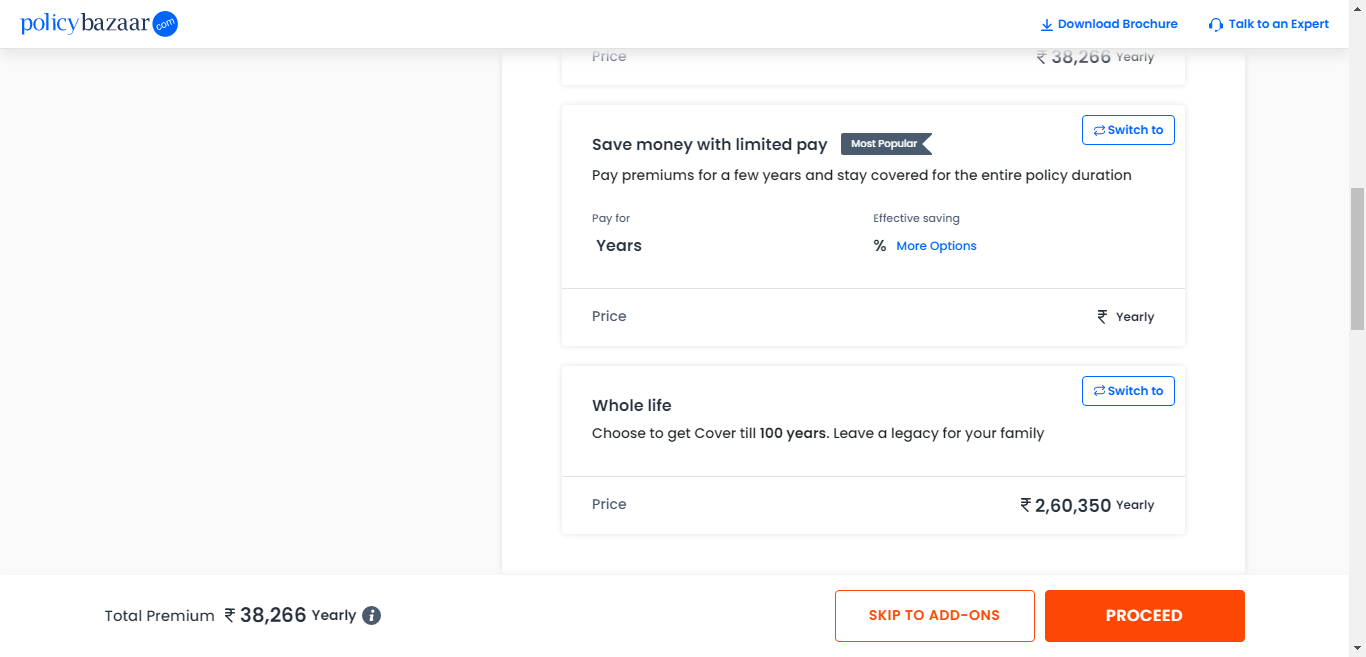 policybazaar.com
Download Brochure
Talk to an Expert
Price
₹ 38,266 Yearly
Switch to
Save money with limited pay
Most Popular
Pay premiums for a few years and stay covered for the entire policy duration
Pay for
Effective saving
Years
% More Options
Price
₹ Yearly
Switch to
Whole life
Choose to get Cover till 100 years. Leave a legacy for your family
Price
₹ 2,60,350 Yearly
Total Premium ₹ 38,266 Yearly i
SKIP TO ADD-ONS
PROCEED